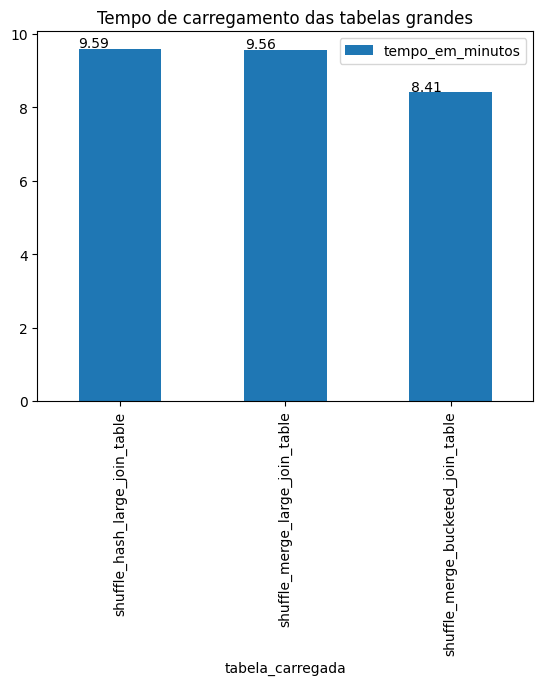 Tempo de carregamento das tabelas grandes
tempo_em_minutos
9.59
9.56
8.41
10
8
6
4
2
0
shuffle_hash_large_join_table
shuffle_merge_large_join_table
shuffle_merge_bucketed_join_table
tabela_carregada